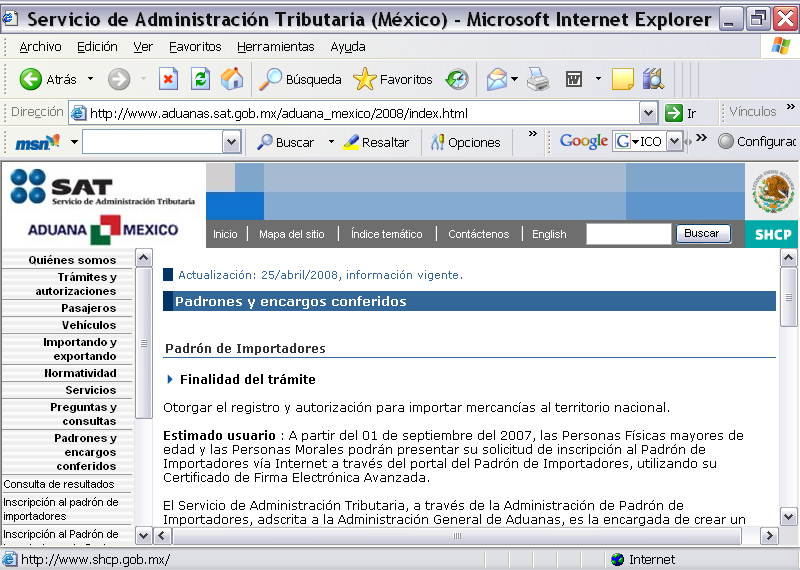 Servicio de Administración Tributaria (México) - Microsoft Internet Explorer
Archivo Edición Ver Favoritos Herramientas Ayuda
Atrás Búsqueda Favoritos
Dirección http://www.aduanas.sat.gob.mx/aduana_mexico/2008/index.html Ir Vínculos »
msn Buscar Resaltar Opciones » Google G ICO » Configurac
SAT
Servicio de Administración Tributaria
ADUANA MEXICO
Inicio | Mapa del sitio | Índice temático | Contáctenos | English Buscar
SHCP
Quiénes somos
Trámites y
autorizaciones
Pasajeros
Vehículos
Importando y
exportando
Normatividad
Servicios
Preguntas y
consultas
Padrones y
encargos
conferidos
Consulta de resultados
Inscripción al padrón de
importadores
Inscripción al Padrón de
Actualización: 25/abril/2008, información vigente.
Padrones y encargos conferidos
Padrón de Importadores
Finalidad del trámite
Otorgar el registro y autorización para importar mercancías al territorio nacional.
Estimado usuario : A partir del 01 de septiembre del 2007, las Personas Físicas mayores de
edad y las Personas Morales podrán presentar su solicitud de inscripción al Padrón de
Importadores vía Internet a través del portal del Padrón de Importadores, utilizando su
Certificado de Firma Electrónica Avanzada.
El Servicio de Administración Tributaria, a través de la Administración de Padrón de
Importadores, adscrita a la Administración General de Aduanas, es la encargada de crear un
http://www.shcp.gob.mx/ Internet